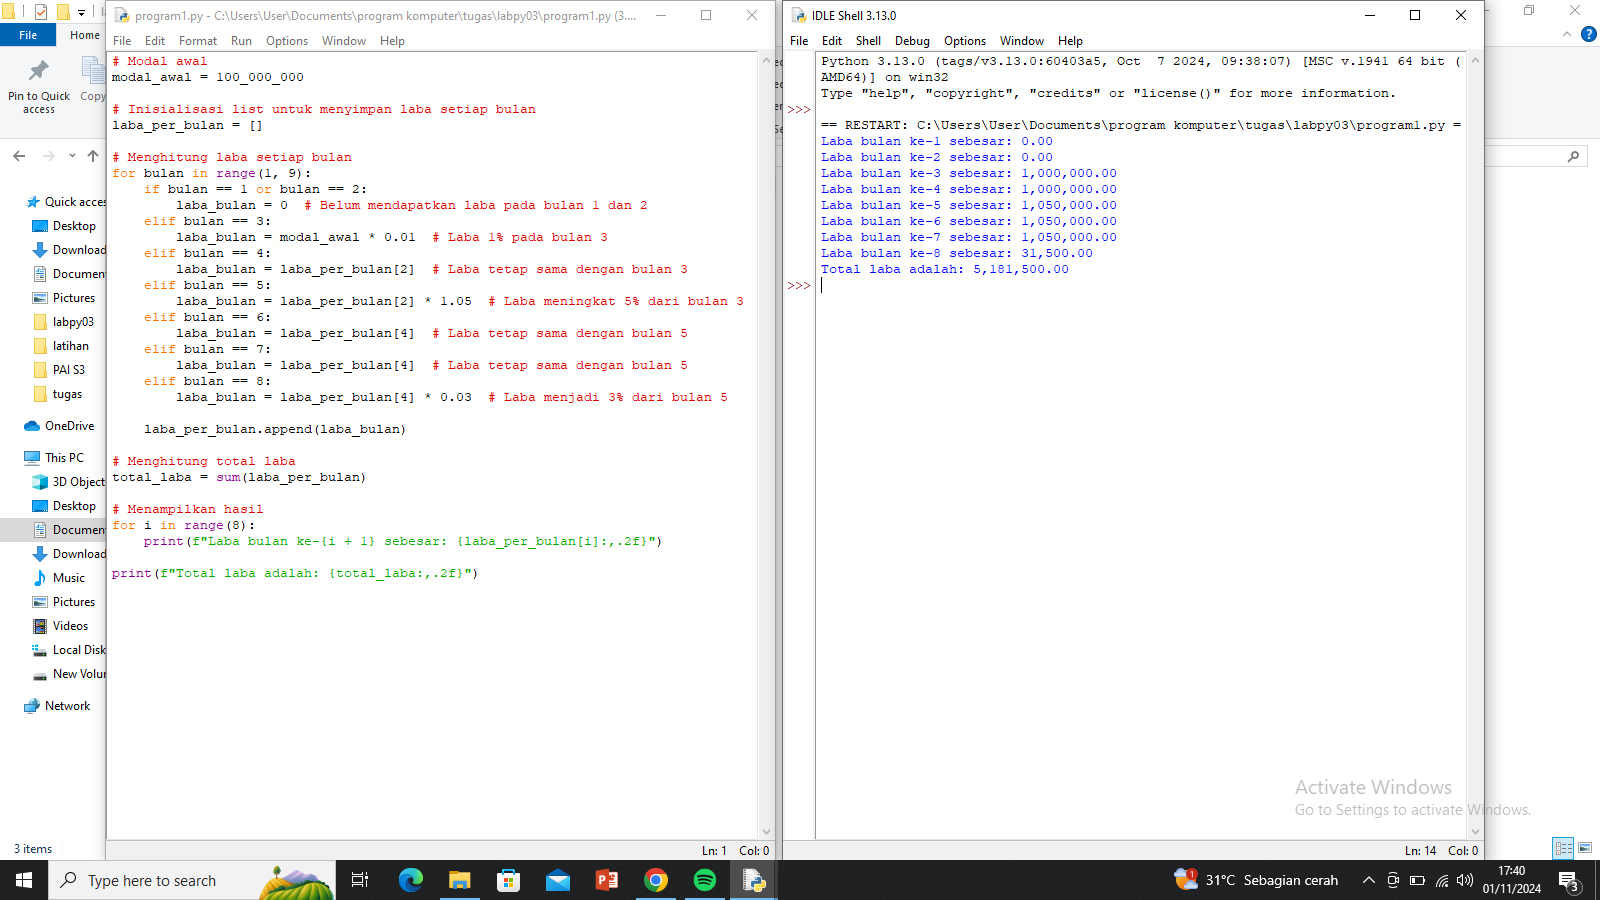 File
Home
Pin to Quick
access
Copy
Quick acces
Desktop
Download
Documen
Pictures
labpy03
latihan
PAI S3
tugas
OneDrive
This PC
3D Object
Desktop
Documen
Download
Music
Pictures
Videos
Local Disk
New Volur
Network
3 items
program1.py - C:\Users\User\Documents\program komputer\tugas\labpy03\program1.py (3....
File Edit Format Run Options Window Help
# Modal awal
modal_awal = 100_000_000
# Inisialisasi list untuk menyimpan laba setiap bulan
laba_per_bulan = []
# Menghitung laba setiap bulan
for bulan in range(1, 9):
    if bulan == 1 or bulan == 2:
        laba_bulan = 0  # Belum mendapatkan laba pada bulan 1 dan 2
    elif bulan == 3:
        laba_bulan = modal_awal * 0.01  # Laba 1% pada bulan 3
    elif bulan == 4:
        laba_bulan = laba_per_bulan[2]  # Laba tetap sama dengan bulan 3
    elif bulan == 5:
        laba_bulan = laba_per_bulan[2] * 1.05  # Laba meningkat 5% dari bulan 3
    elif bulan == 6:
        laba_bulan = laba_per_bulan[4]  # Laba tetap sama dengan bulan 5
    elif bulan == 7:
        laba_bulan = laba_per_bulan[4]  # Laba tetap sama dengan bulan 5
    elif bulan == 8:
        laba_bulan = laba_per_bulan[4] * 0.03  # Laba menjadi 3% dari bulan 5
    laba_per_bulan.append(laba_bulan)
# Menghitung total laba
total_laba = sum(laba_per_bulan)
# Menampilkan hasil
for i in range(8):
    print(f"Laba bulan ke-{i + 1} sebesar: {laba_per_bulan[i]:,.2f}")
print(f"Total laba adalah: {total_laba:,.2f}")
Ln: 1 Col: 0
IDLE Shell 3.13.0
File Edit Shell Debug Options Window Help
Python 3.13.0 (tags/v3.13.0:60403a5, Oct  7 2024, 09:38:07) [MSC v.1941 64 bit (
AMD64)] on win32
Type "help", "copyright", "credits" or "license()" for more information.
>>>
== RESTART: C:\Users\User\Documents\program komputer\tugas\labpy03\program1.py =
Laba bulan ke-1 sebesar: 0.00
Laba bulan ke-2 sebesar: 0.00
Laba bulan ke-3 sebesar: 1,000,000.00
Laba bulan ke-4 sebesar: 1,000,000.00
Laba bulan ke-5 sebesar: 1,050,000.00
Laba bulan ke-6 sebesar: 1,050,000.00
Laba bulan ke-7 sebesar: 1,050,000.00
Laba bulan ke-8 sebesar: 31,500.00
Total laba adalah: 5,181,500.00
>>>
Activate Windows
Go to Settings to activate Windows.
Ln: 14 Col: 0
Type here to search
1
31°C Sebagian cerah
17:40
01/11/2024
3